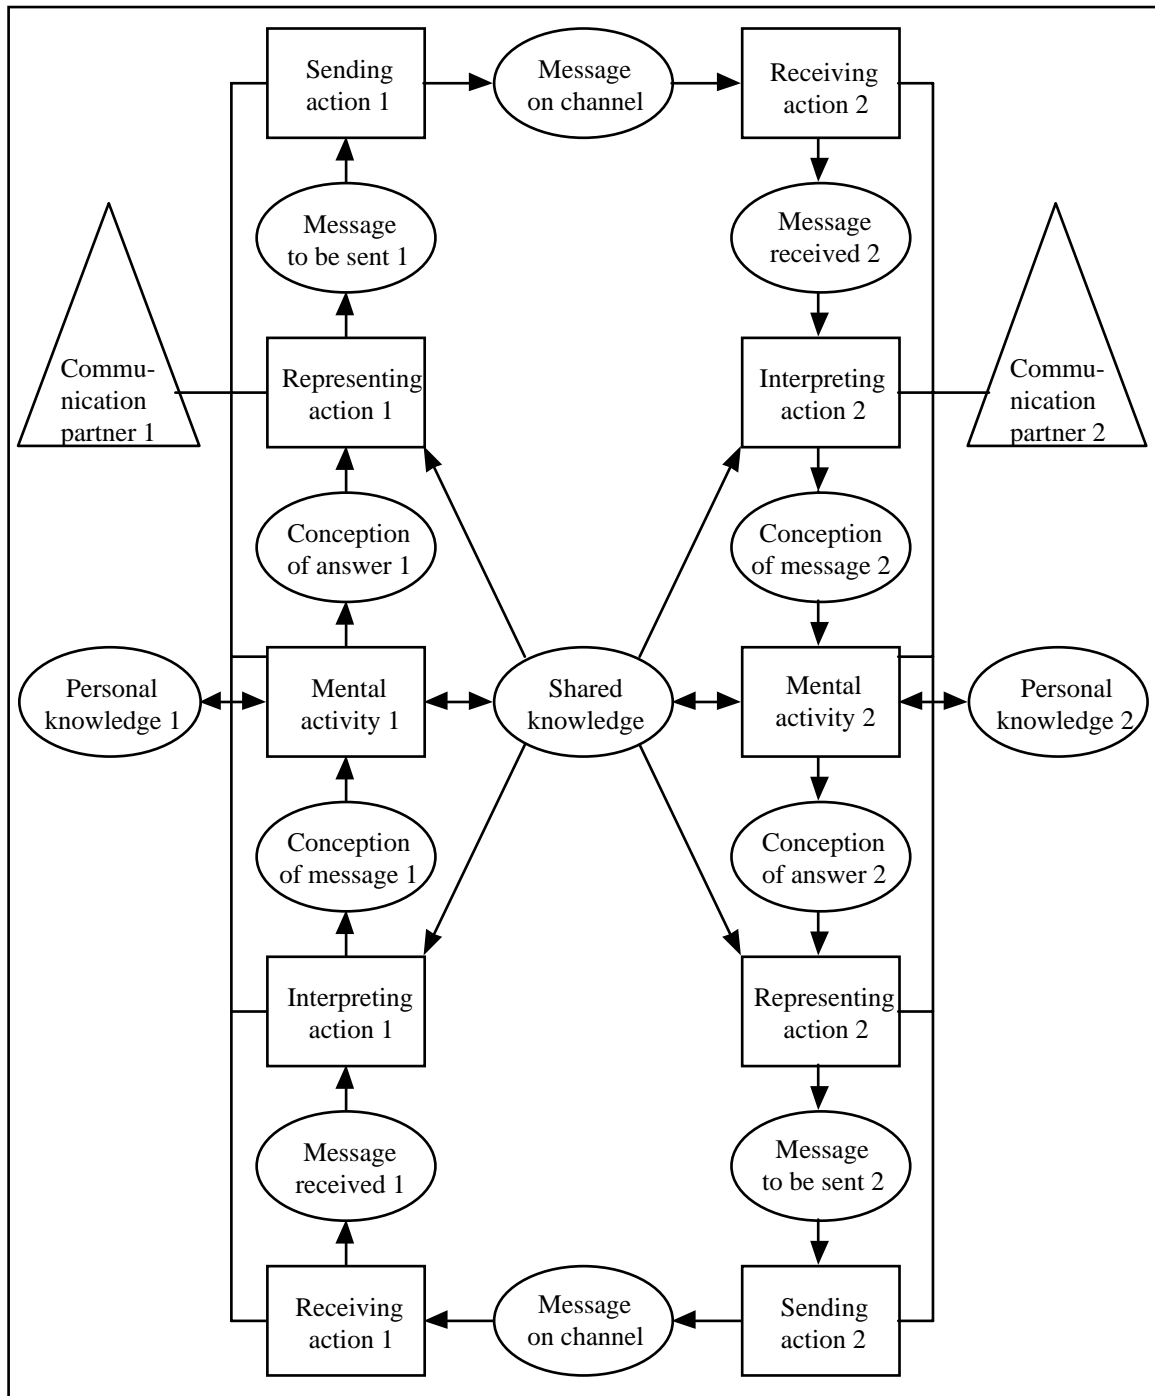 Sending
action 1
Message
on channel
Receiving
action 2
Message
to be sent 1
Message
received 2
Commu-
nication
partner 1
Representing
action 1
Interpreting
action 2
Commu-
nication
partner 2
Conception
of answer 1
Conception
of message 2
Personal
knowledge 1
Mental
activity 1
Shared
knowledge
Mental
activity 2
Personal
knowledge 2
Conception
of message 1
Conception
of answer 2
Interpreting
action 1
Representing
action 2
Message
received 1
Message
to be sent 2
Receiving
action 1
Message
on channel
Sending
action 2